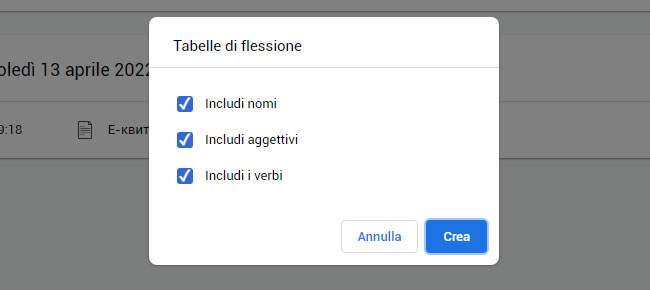 Tabelle di flessione
oledì 13 aprile 2022
Includi nomi
9:18
Е-квит
Includi aggettivi
Includi i verbi
Annulla
Crea